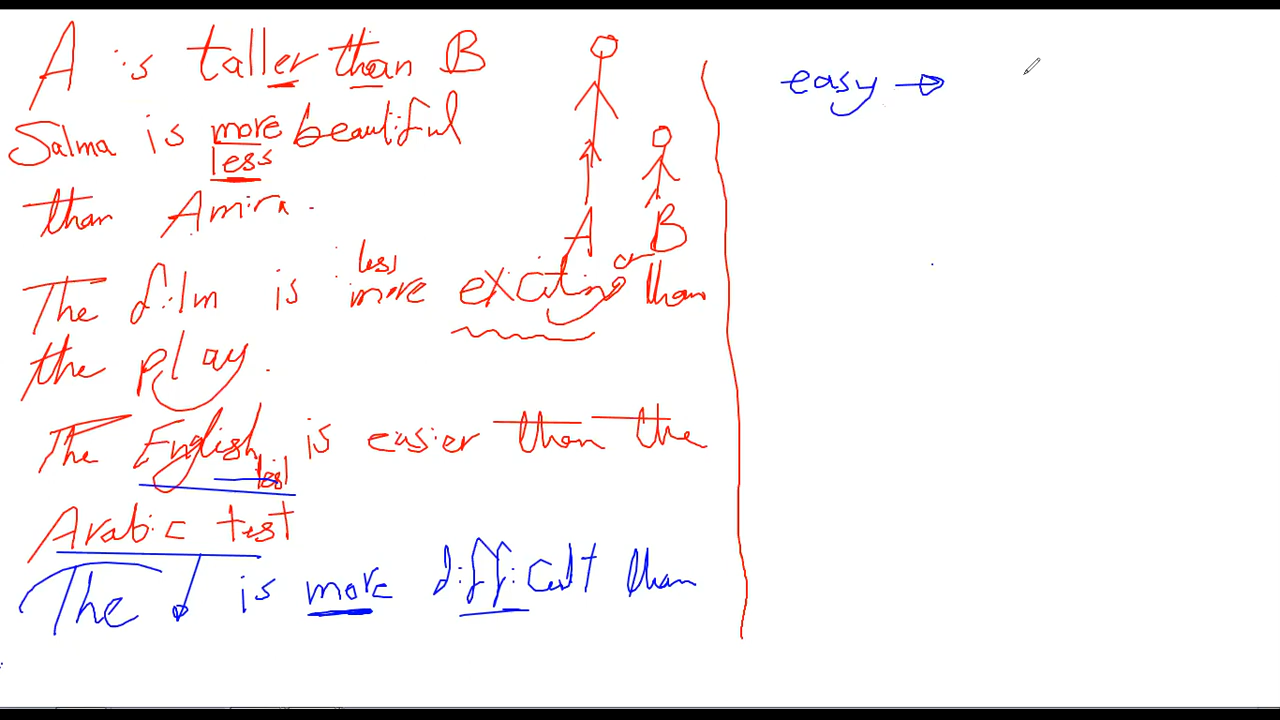 A is taller than B
Salma is more beautiful
less
than Amira.
A B
less or
The film is more exciting than
the play.
The English is easier than the
test
Arabic test
The is more difficult than
easy →